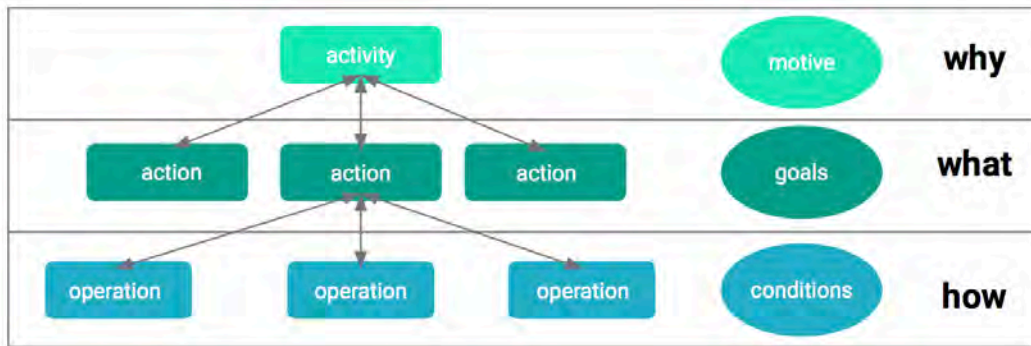 activity
motive
why
action
action
action
goals
what
operation
operation
operation
conditions
how